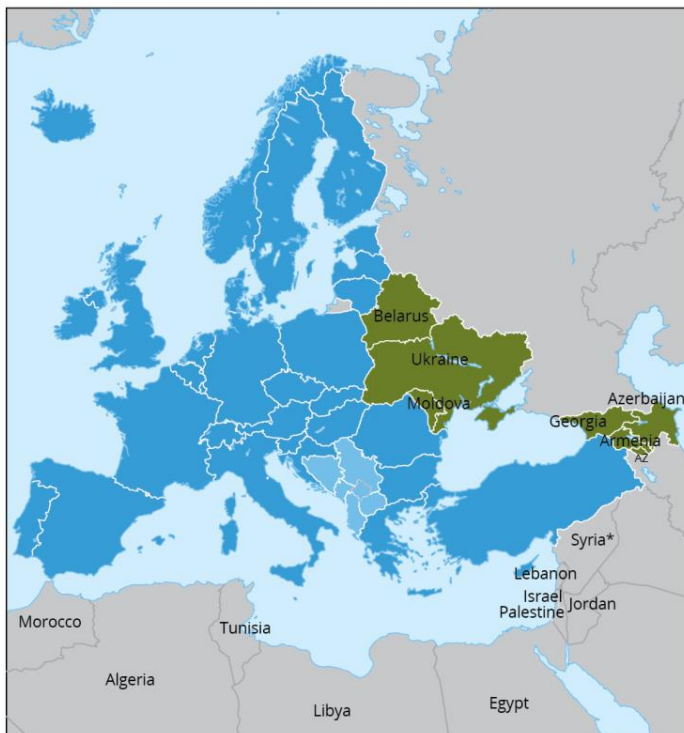 Belarus
Ukraine
Moldova
Azerbaijan
Georgia
Armenia
AZ
Syria*
Lebanon
Israel
Palestine
Jordan
Morocco
Tunisia
Algeria
Libya
Egypt